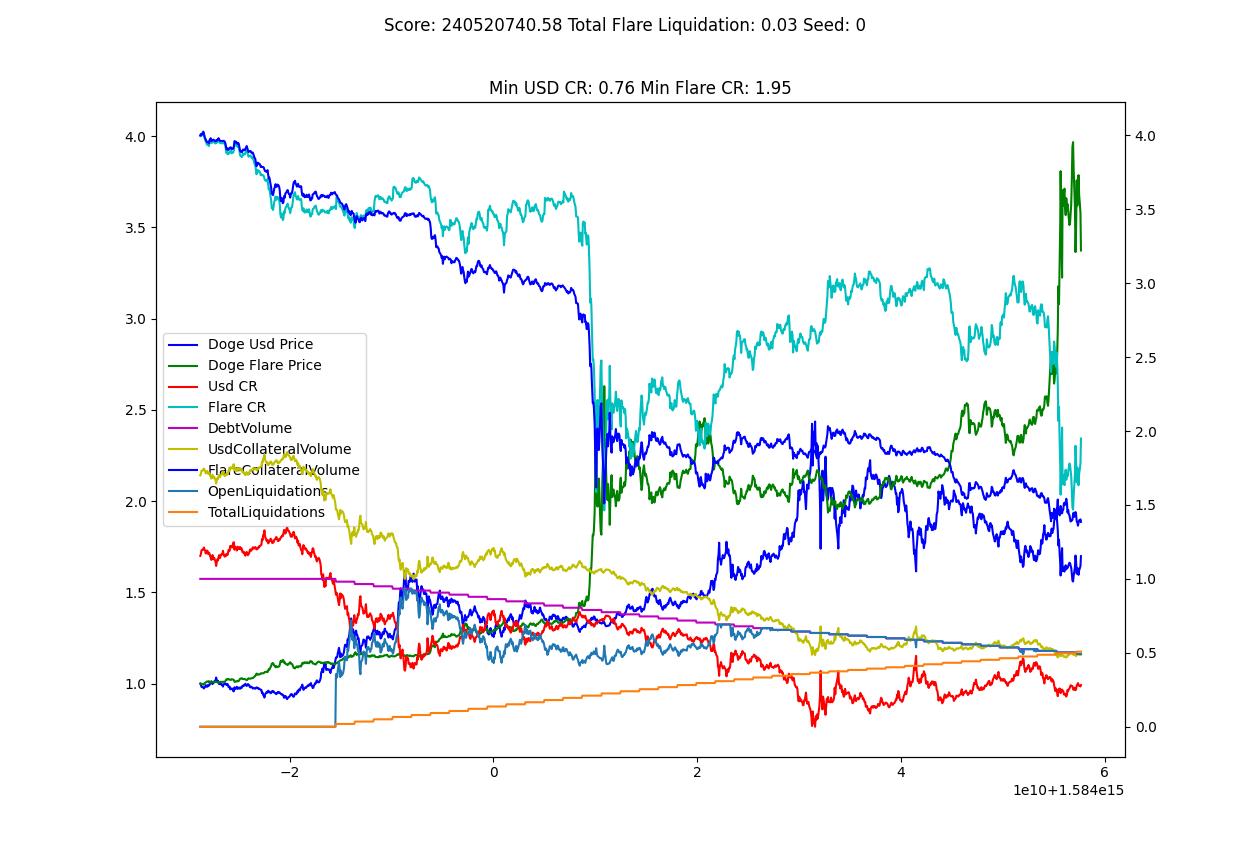 Score: 240520740.58 Total Flare Liquidation: 0.03 Seed: 0
Min USD CR: 0.76 Min Flare CR: 1.95
4.0
3.5
3.0
2.5
2.0
1.5
1.0
Doge Usd Price
Doge Flare Price
Usd CR
Flare CR
DebtVolume
UsdCollateralVolume
FlareCollateralVolume
OpenLiquidations
TotalLiquidations
4.0
3.5
3.0
2.5
2.0
1.5
1.0
0.5
0.0
−2 0 2 4 6
1e10+1.584e15